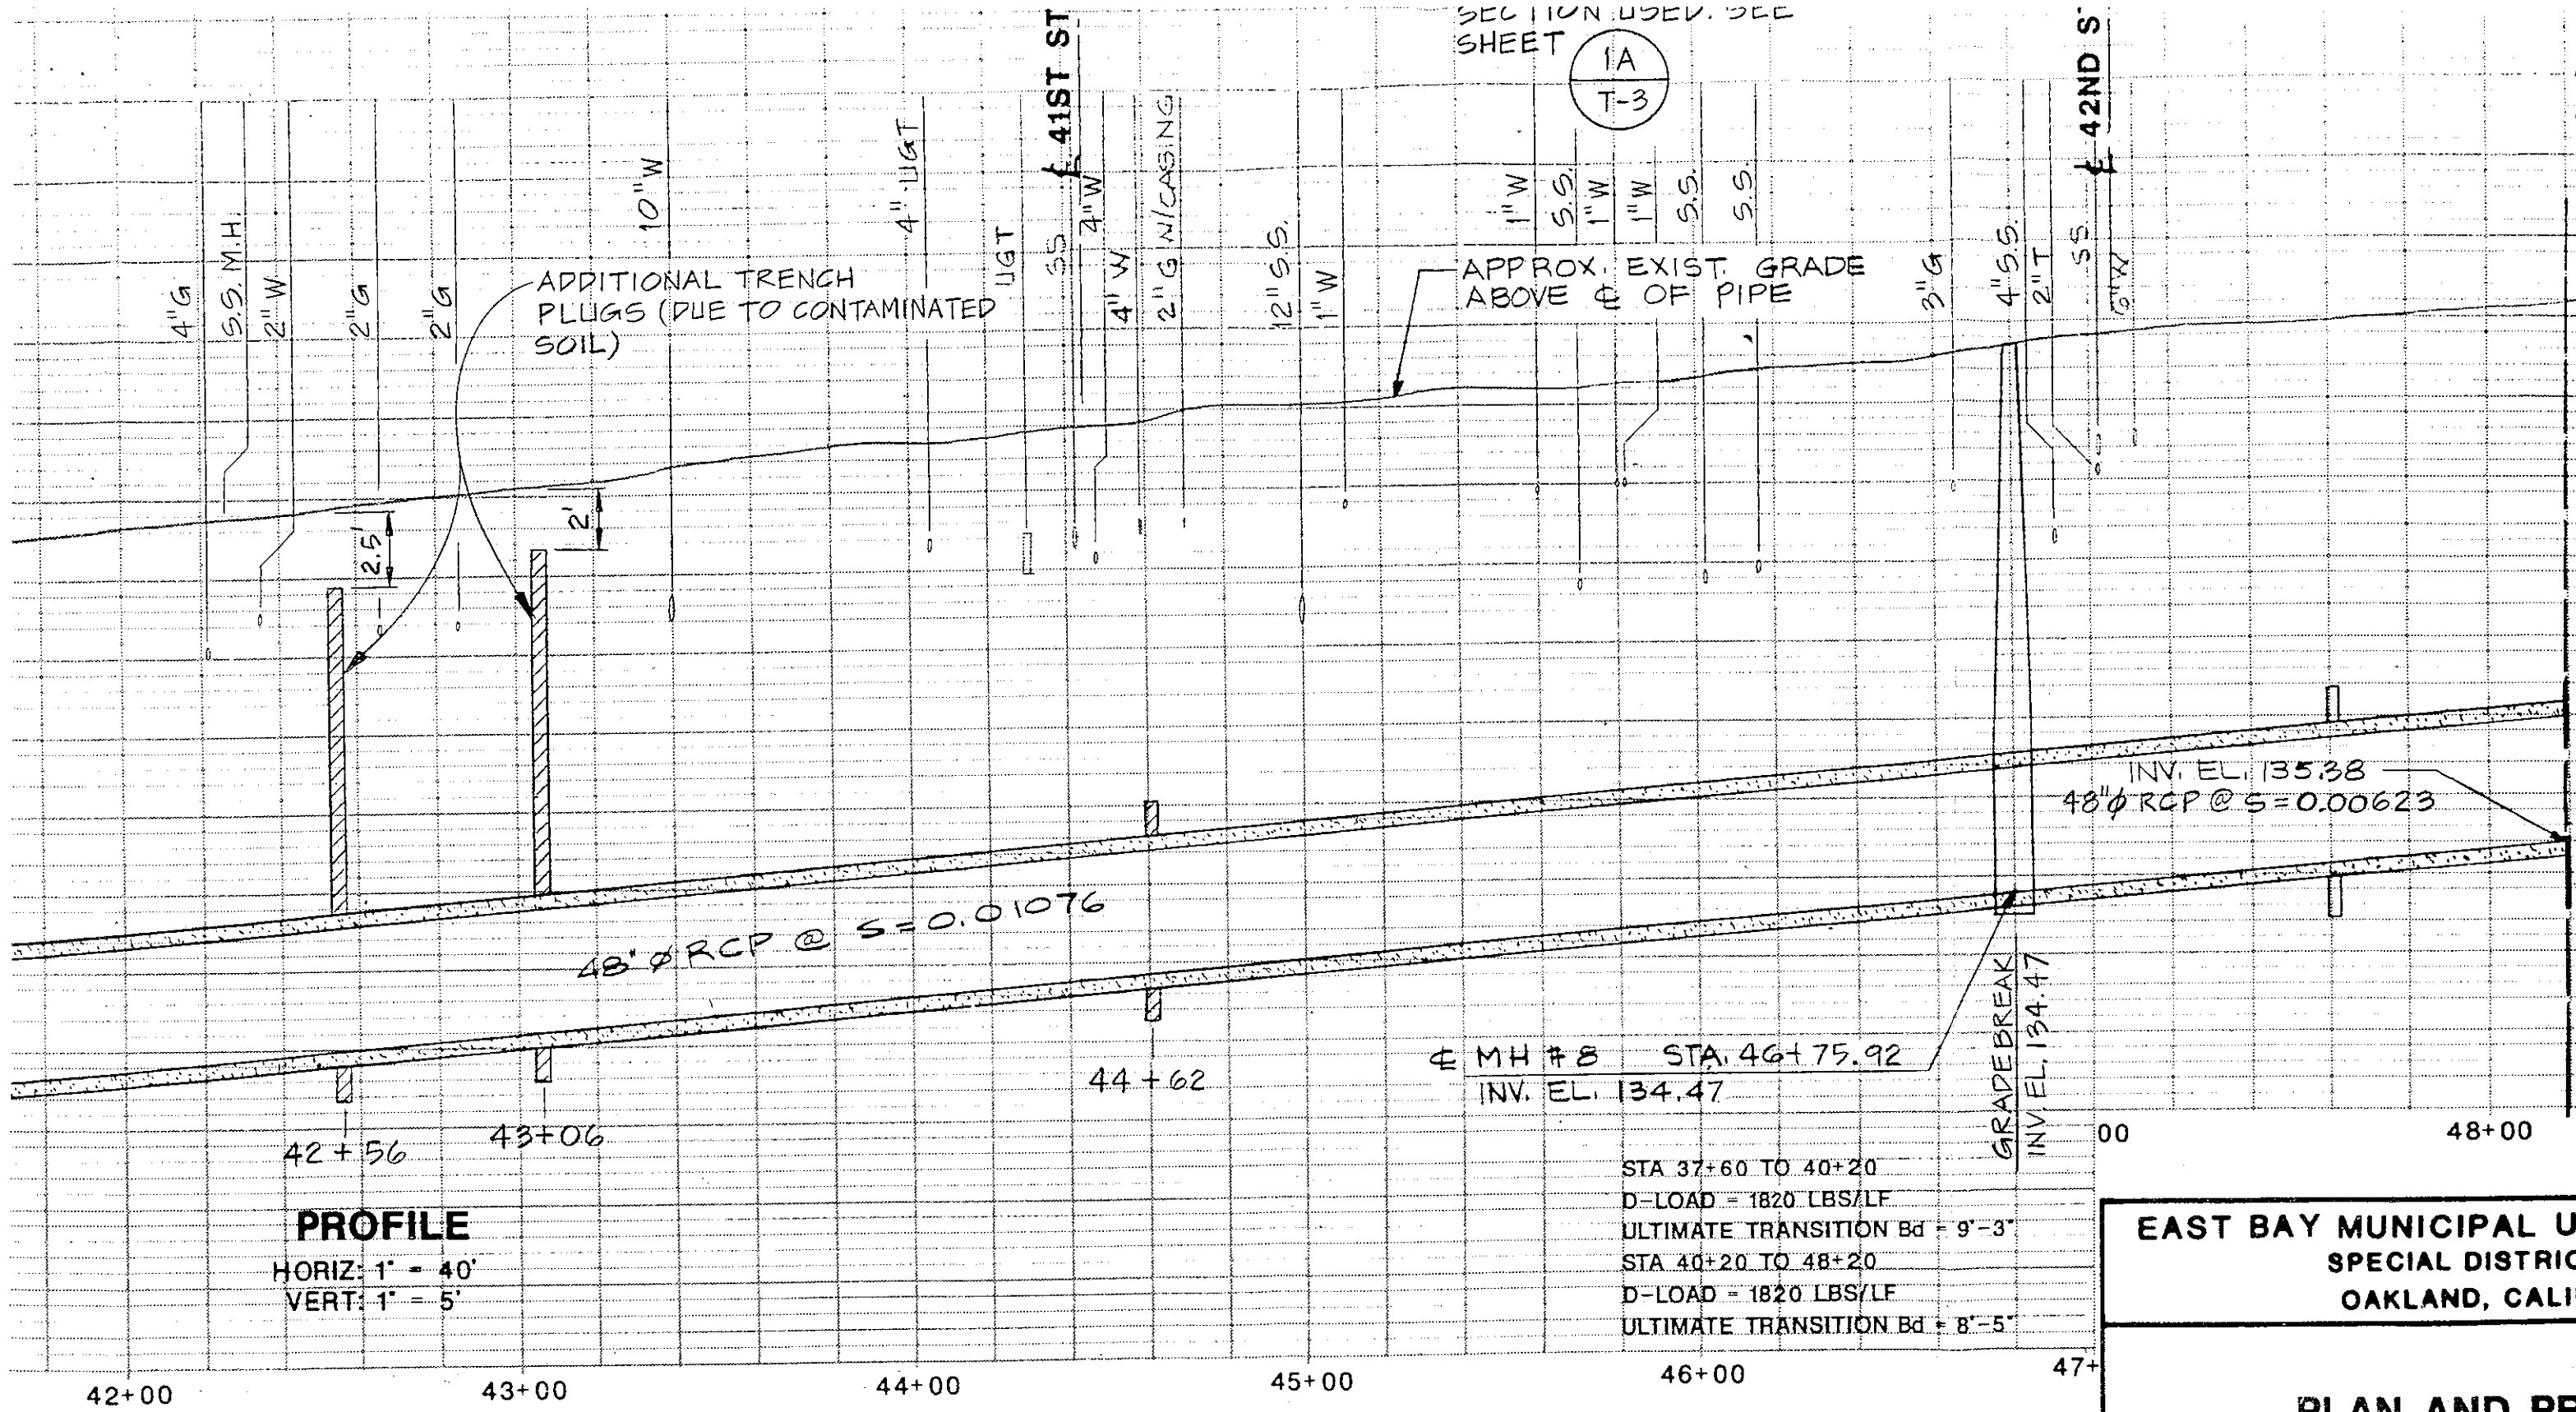 SECTION USED. SEE
SHEET
1A
T-3
℄ 41ST ST
℄ 42ND
4"G
S.S. M.H.
2"W
2"G
2"G
10"W
4" UGT
UGT
SS
4"W
4" W
2" G W/CASING
12" S.S.
1" W
1"W
S.S.
1"W
1"W
S.S.
S.S.
3"G
4"S.S.
2"T
SS
6"W
ADDITIONAL TRENCH
PLUGS (DUE TO CONTAMINATED
SOIL)
APPROX. EXIST. GRADE
ABOVE ℄ OF PIPE
2.5'
2'
INV. EL. 135.38
48"φ RCP @ S=0.00623
48"φ RCP @ S=0.01076
℄ MH #8 STA. 46+75.92
INV. EL. 134.47
GRADEBREAK
INV. EL. 134.47
42+56
43+06
44+62
00
48+00
STA 37+60 TO 40+20
D-LOAD = 1820 LBS/LF
ULTIMATE TRANSITION Bd = 9'-3"
STA 40+20 TO 48+20
D-LOAD = 1820 LBS/LF
ULTIMATE TRANSITION Bd = 8'-5"
PROFILE
HORIZ: 1" = 40'
VERT: 1" = 5'
EAST BAY MUNICIPAL U
SPECIAL DISTRIC
OAKLAND, CALI
PLAN AND PR
42+00
43+00
44+00
45+00
46+00
47+